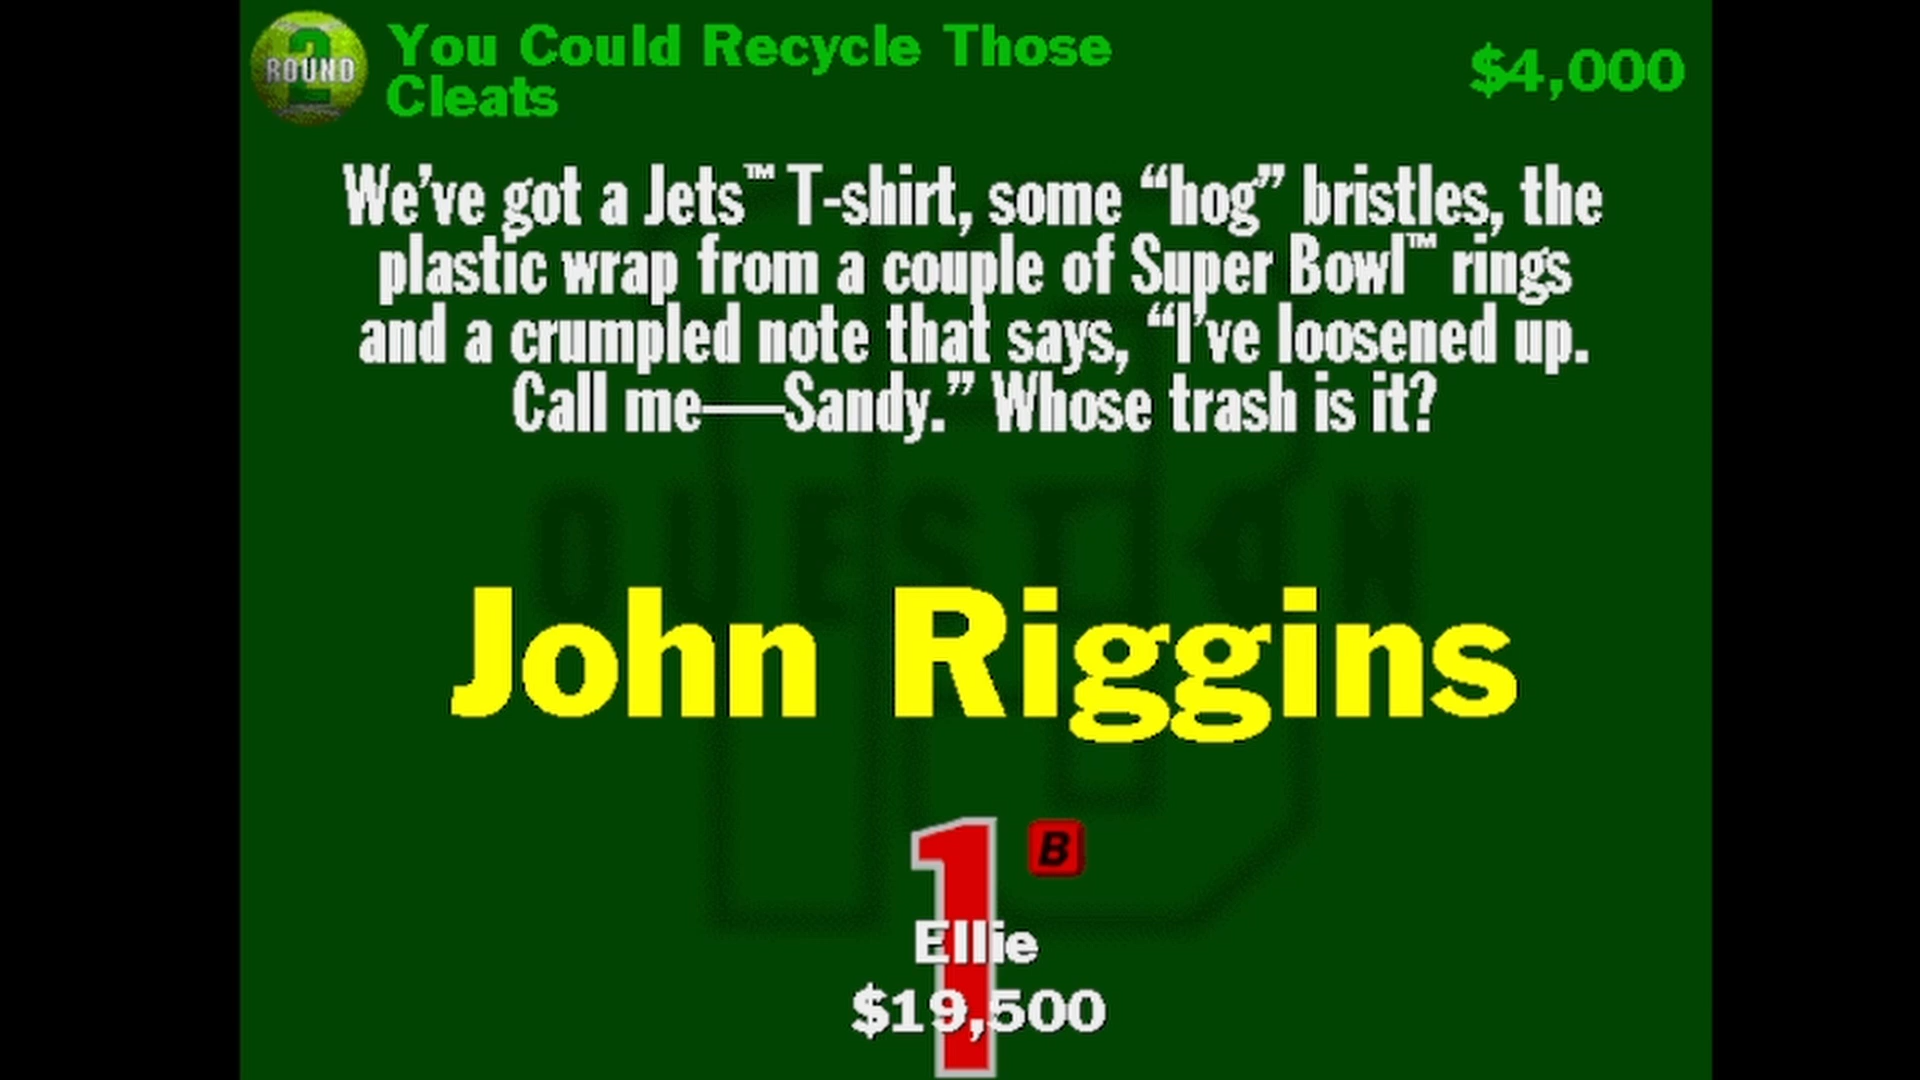 2
ROUND
You Could Recycle Those
Cleats
$4,000
We've got a Jets™ T-shirt, some “hog” bristles, the
plastic wrap from a couple of Super Bowl™ rings
and a crumpled note that says, “I've loosened up.
Call me—Sandy.” Whose trash is it?
QUESTION
John Riggins
1
B
Ellie
$19,500